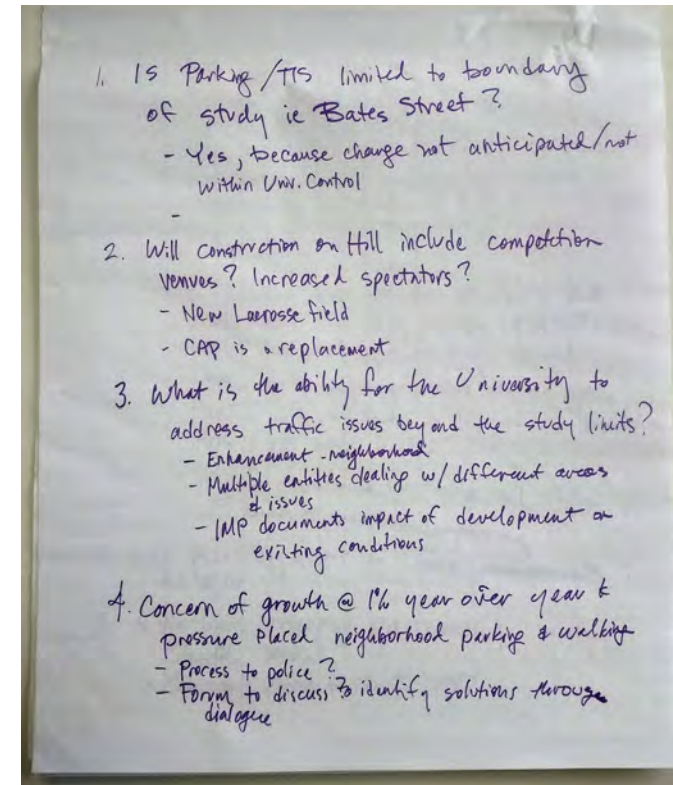 1. Is Parking/TIS limited to boundary
of study ie Bates Street?
- Yes, because change not anticipated/not
within Univ. Control
-
2. Will construction on Hill include competition
venues? Increased spectators?
- New Lacrosse field
- CAP is a replacement
3. What is the ability for the University to
address traffic issues beyond the study limits?
- Enhancement - neighborhood
- Multiple entities dealing w/ different areas
& issues
- IMP documents impact of development on
existing conditions
4. Concern of growth @ 1% year over year &
pressure placed neighborhood parking & walking
- Process to police?
- Forum to discuss to identify solutions through
dialogue